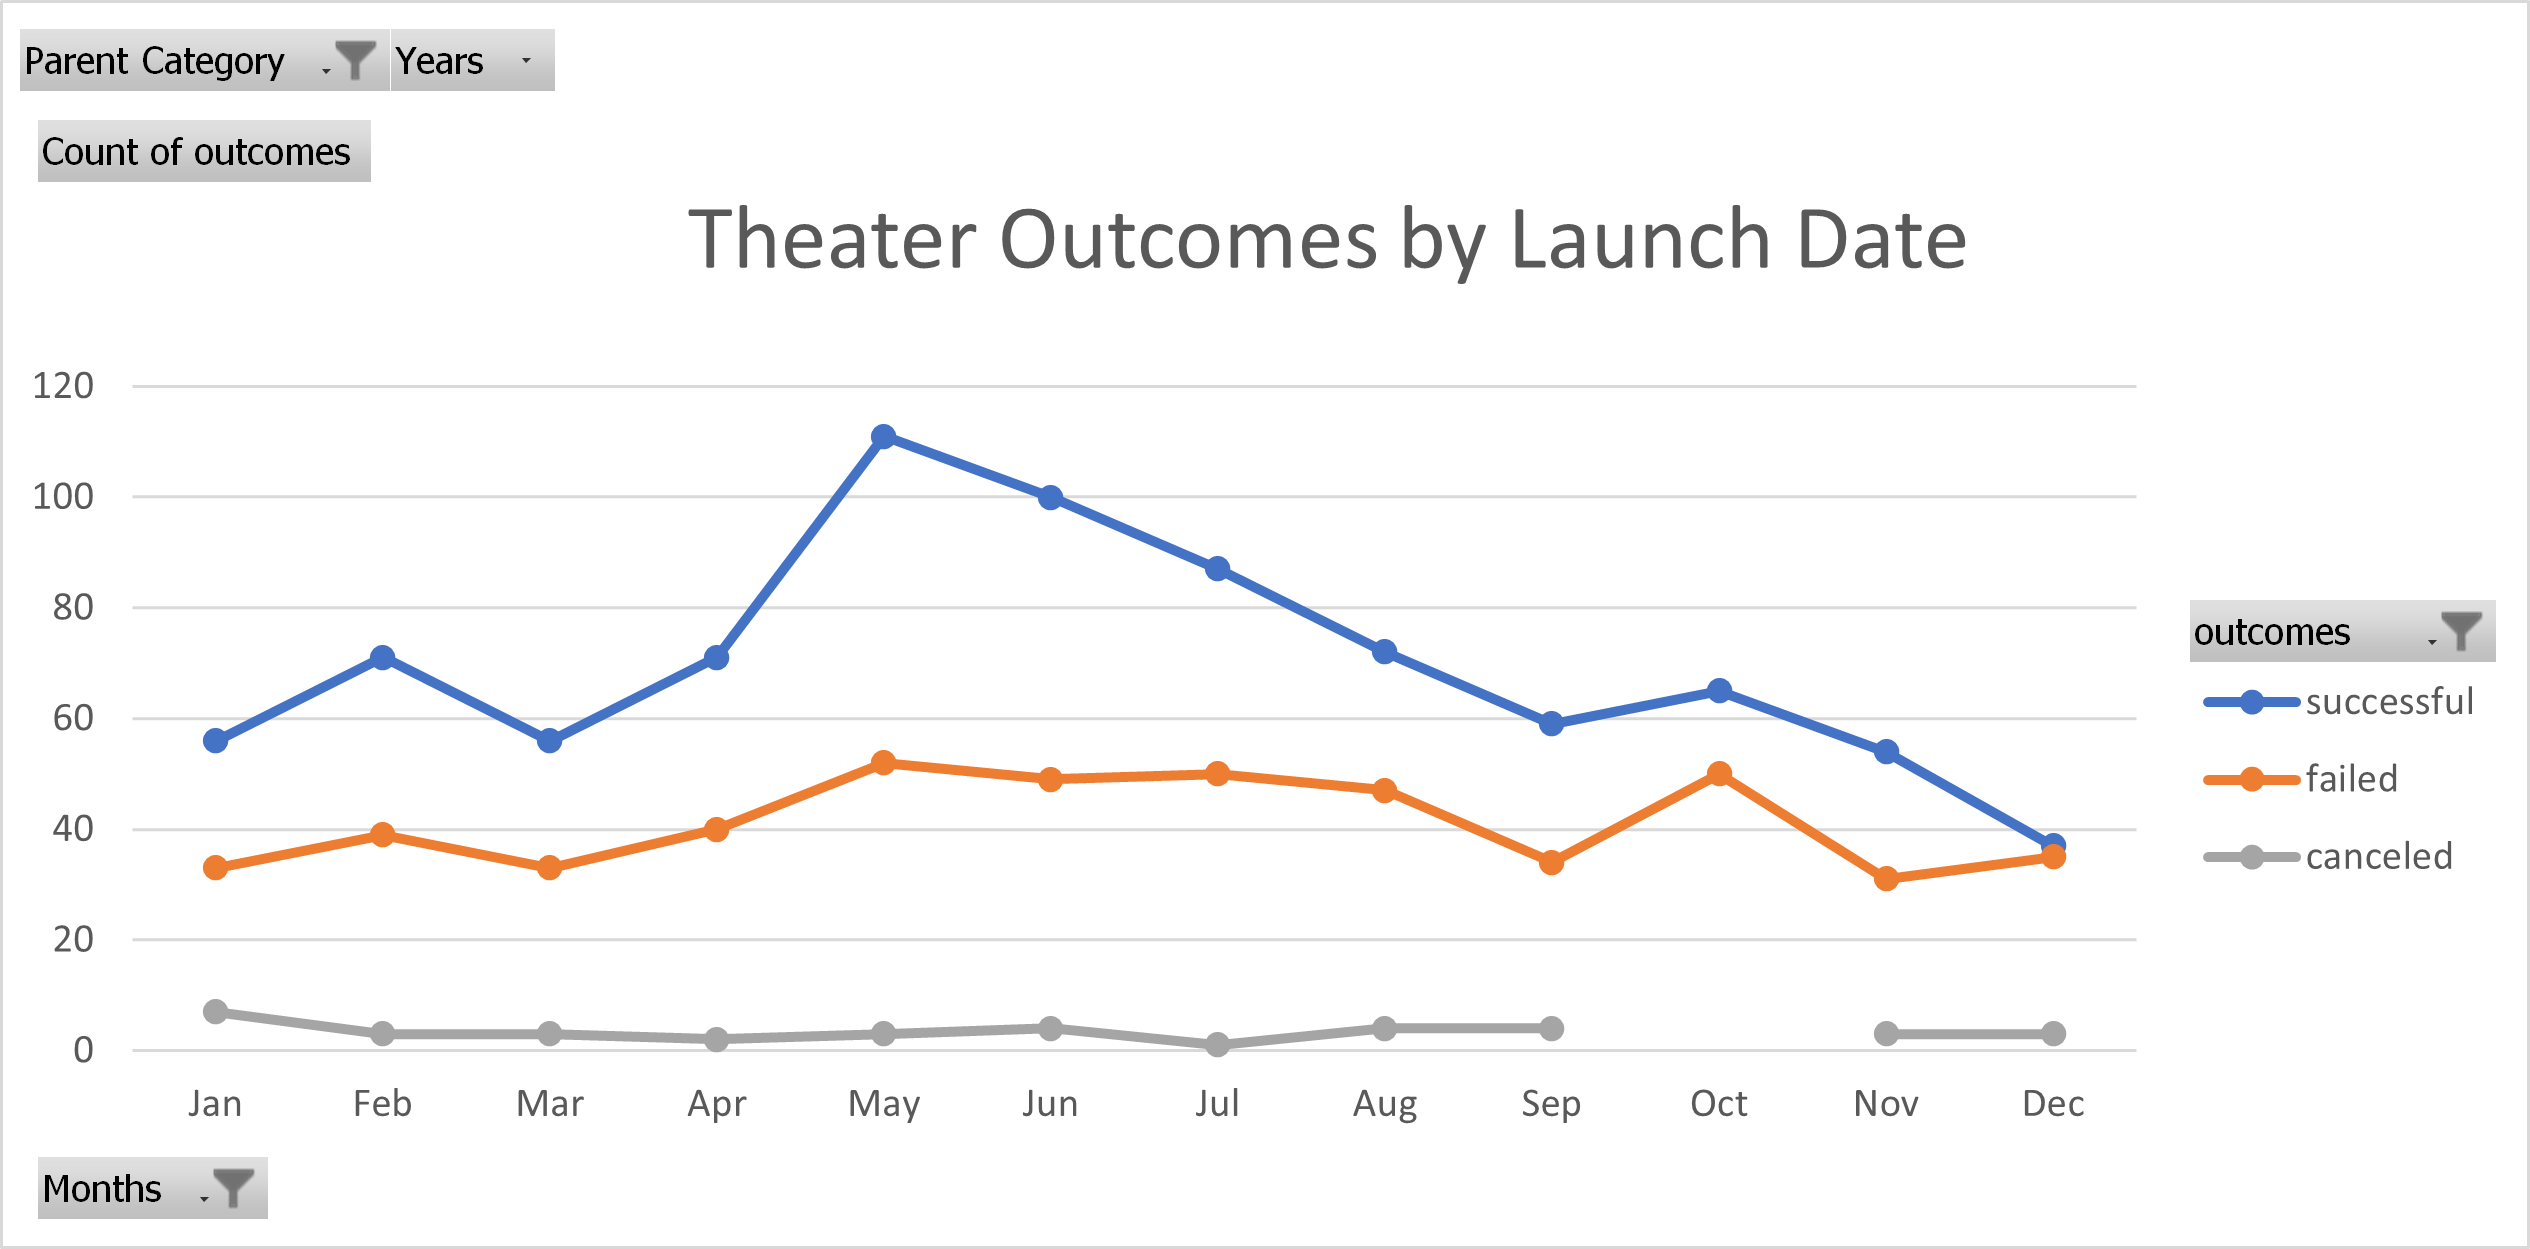 Parent Category Years
Count of outcomes
Theater Outcomes by Launch Date
120
100
80
60
40
20
0
Jan Feb Mar Apr May Jun Jul Aug Sep Oct Nov Dec
outcomes
successful
failed
canceled
Months